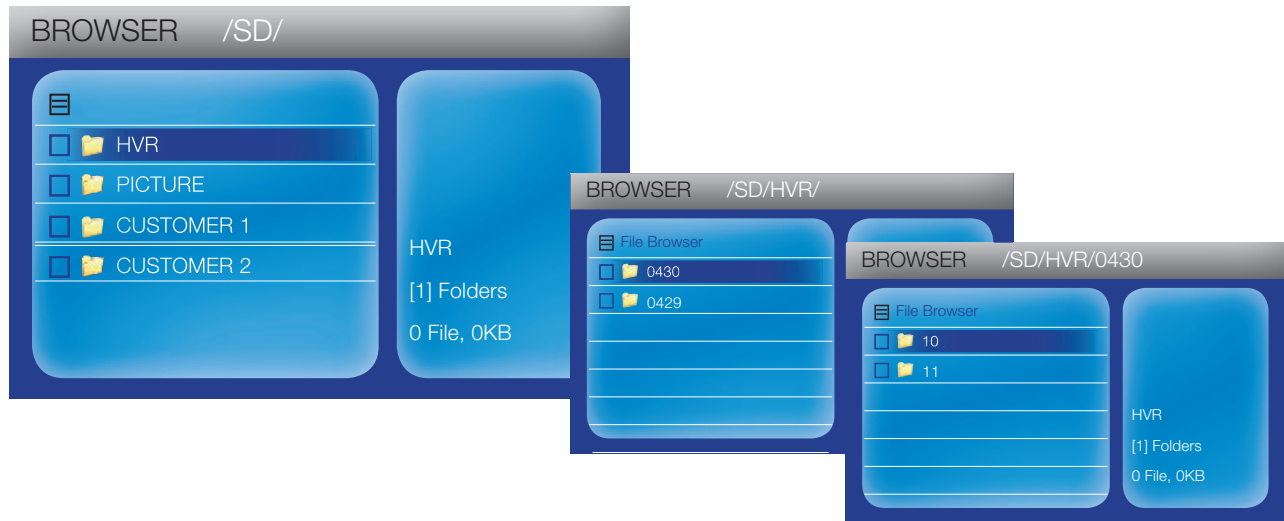 BROWSER /SD/
HVR
PICTURE
CUSTOMER 1
CUSTOMER 2
HVR
[1] Folders
0 File, 0KB
BROWSER /SD/HVR/
File Browser
0430
0429
BROWSER /SD/HVR/0430
File Browser
10
11
HVR
[1] Folders
0 File, 0KB